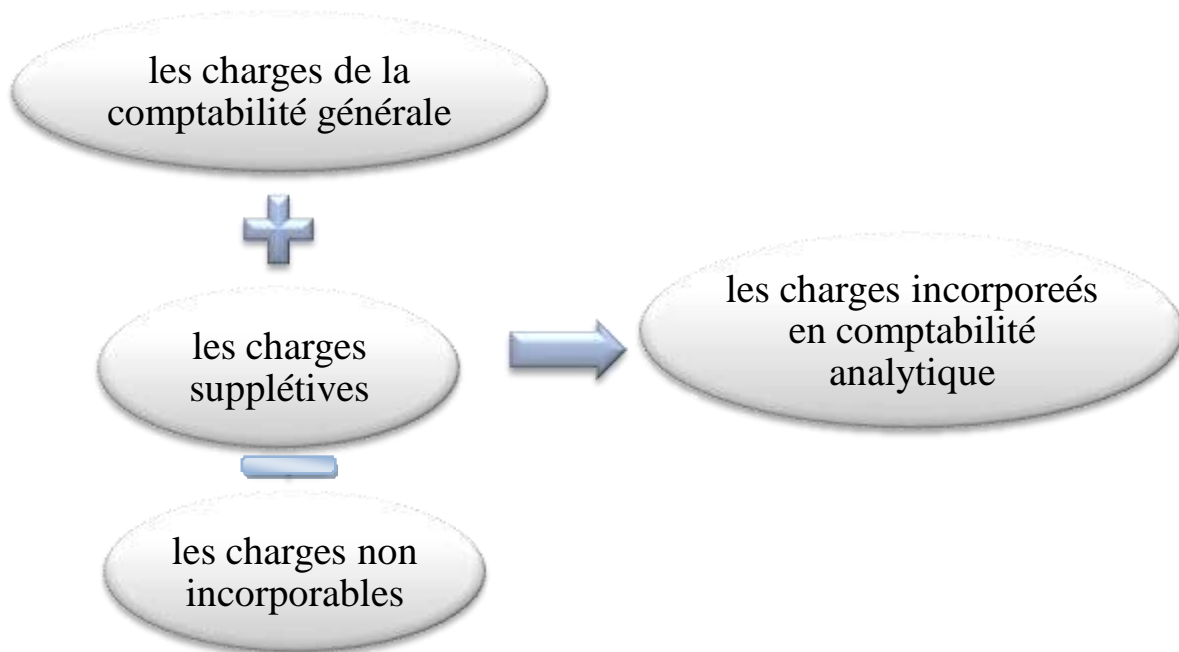 les charges de la
comptabilité générale
les charges
supplétives
les charges incorporeés
en comptabilité
analytique
les charges non
incorporables